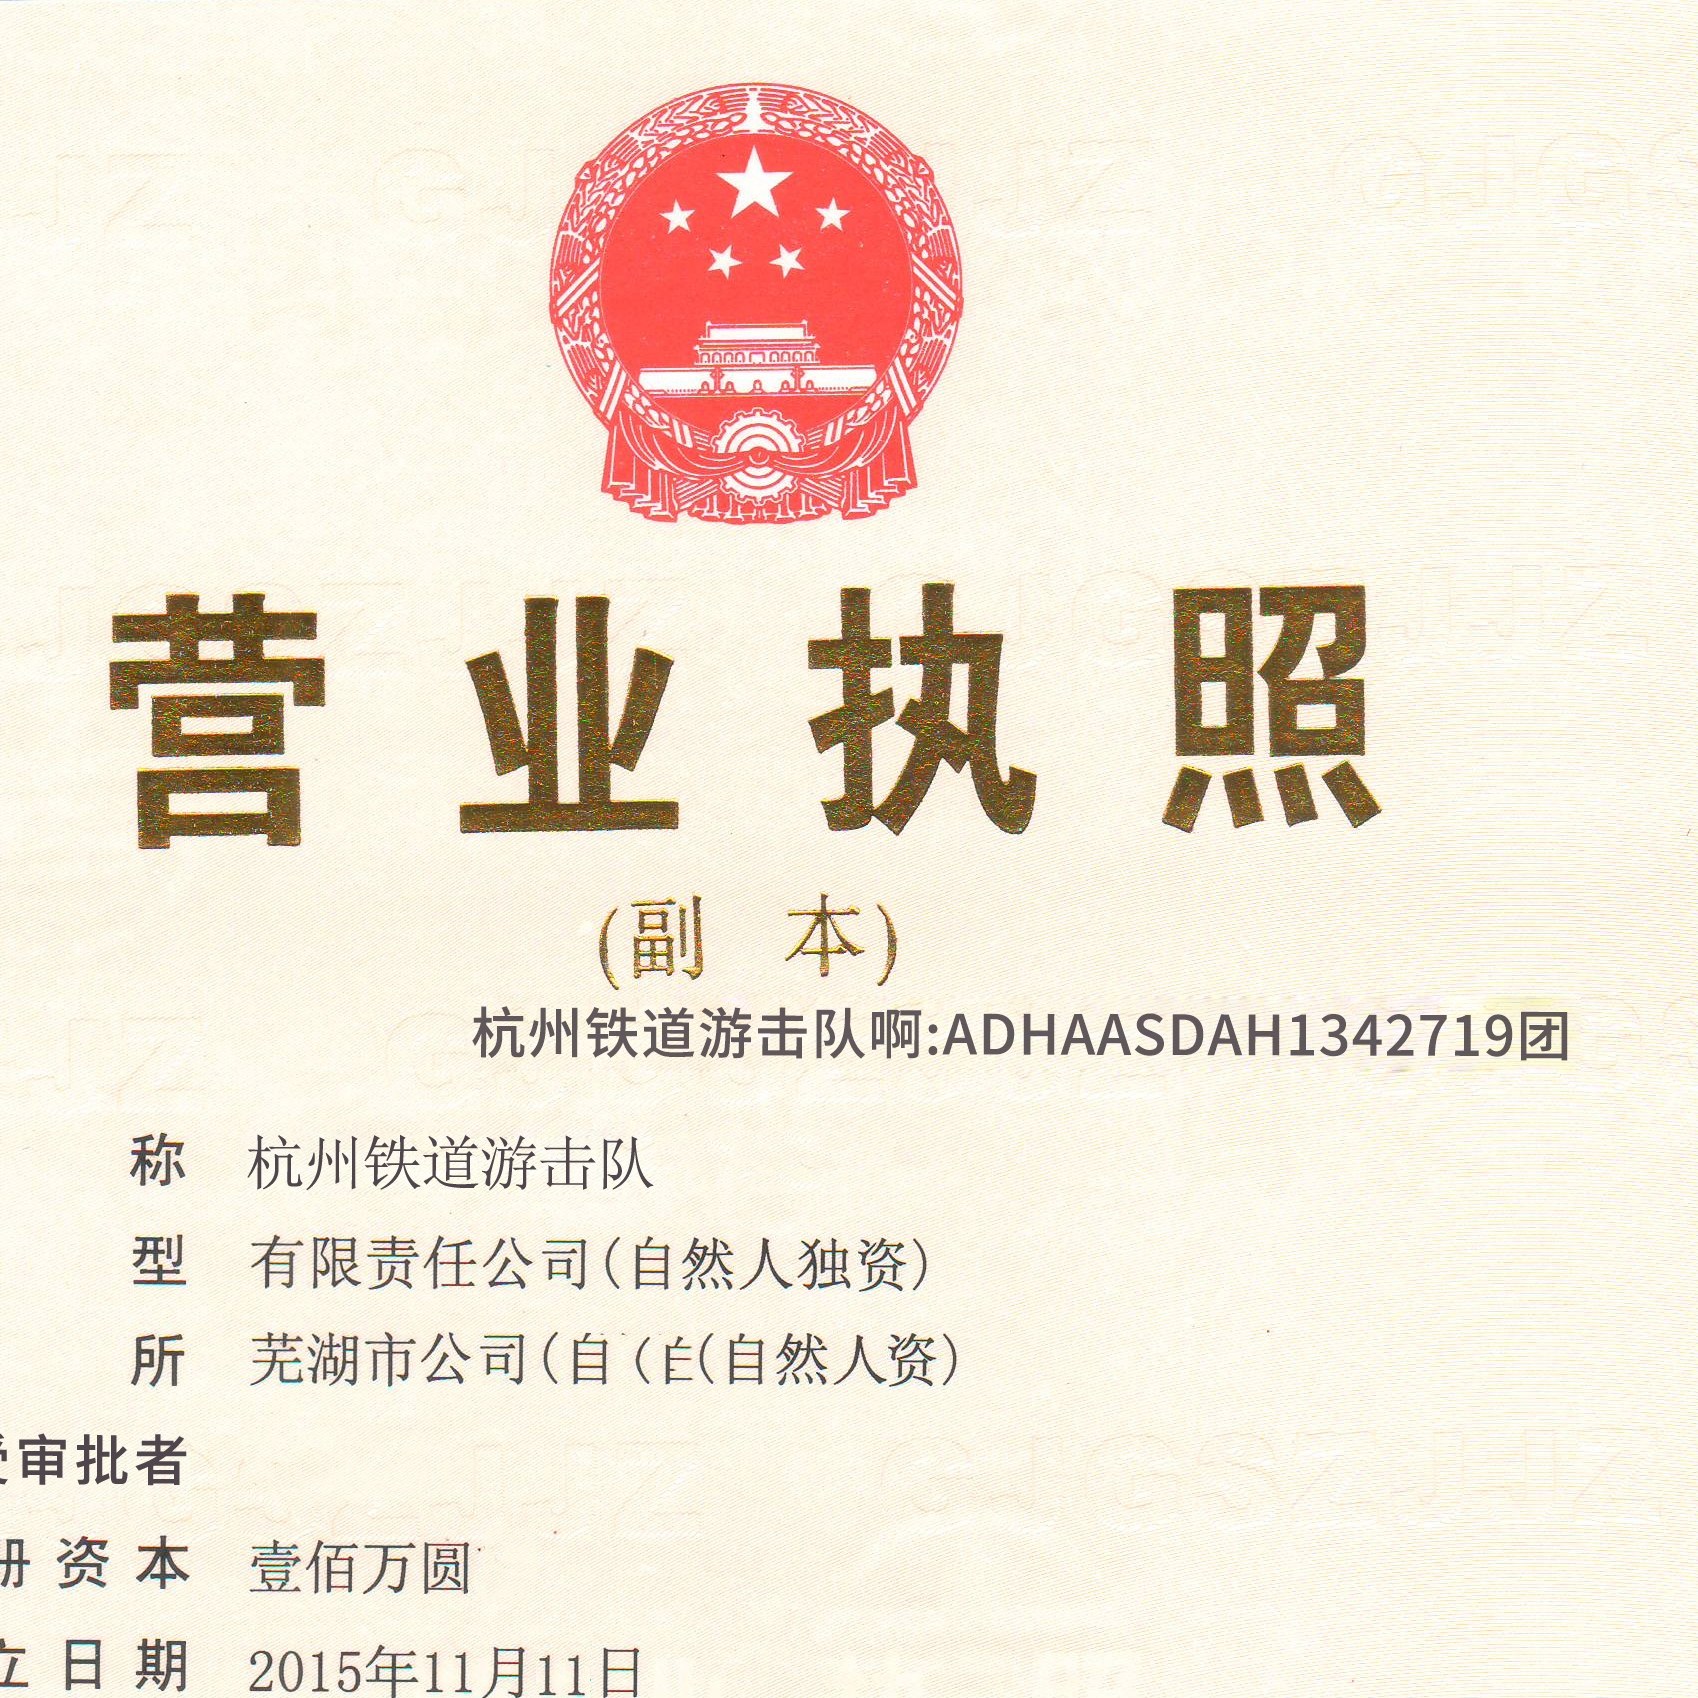 营业执照
(副 本)
杭州铁道游击队啊:ADHAASDAH1342719团
称 杭州铁道游击队
型 有限责任公司(自然人独资)
所 芜湖市公司(自(自(自然人资)
受审批者
册资本 壹佰万圆
立日期 2015年11月11日